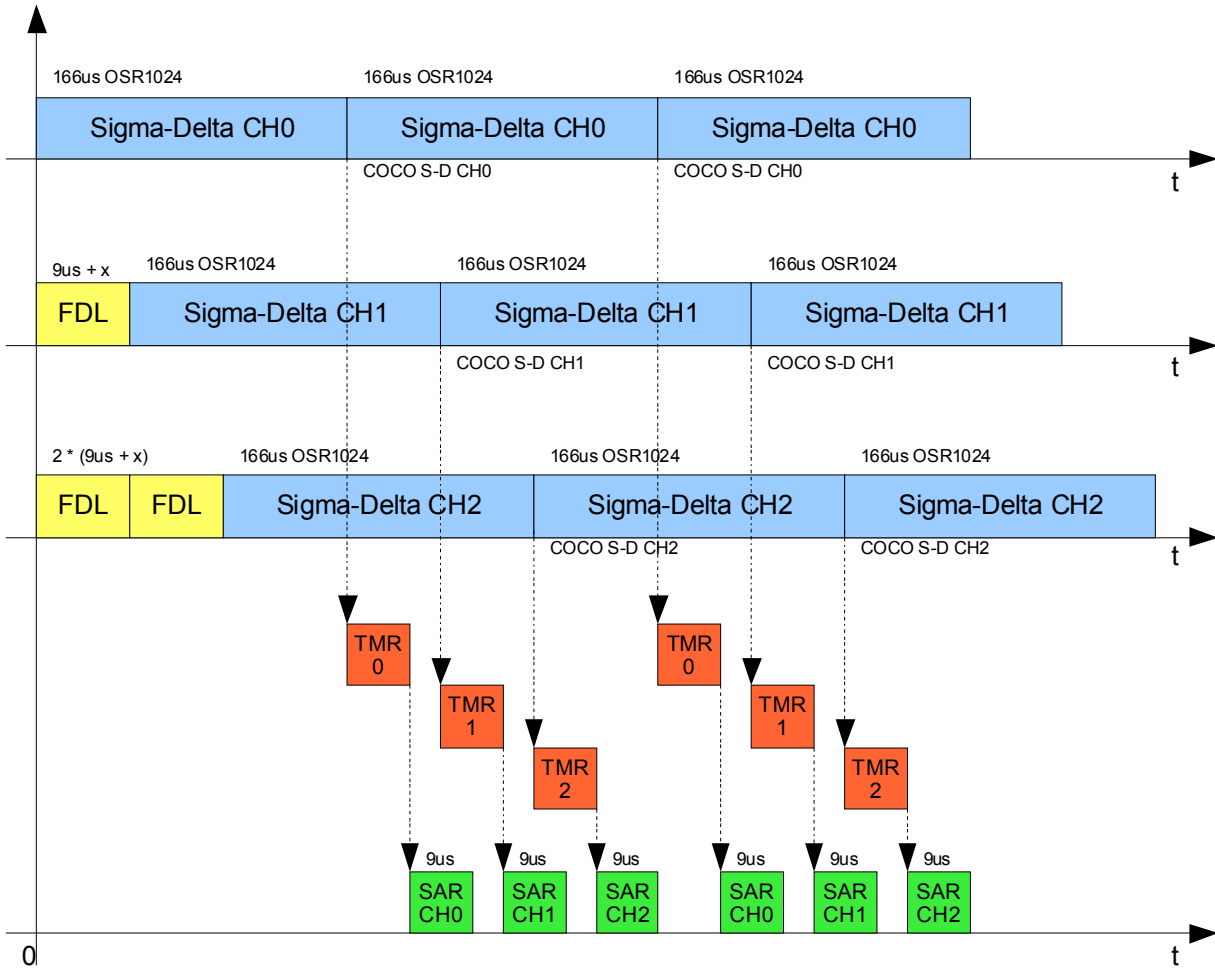 166us OSR1024 166us OSR1024 166us OSR1024
Sigma-Delta CH0 Sigma-Delta CH0 Sigma-Delta CH0
COCO S-D CH0 COCO S-D CH0
t
9us + x 166us OSR1024 166us OSR1024 166us OSR1024
FDL Sigma-Delta CH1 Sigma-Delta CH1 Sigma-Delta CH1
COCO S-D CH1 COCO S-D CH1
t
2 * (9us + x) 166us OSR1024 166us OSR1024 166us OSR1024
FDL FDL Sigma-Delta CH2 Sigma-Delta CH2 Sigma-Delta CH2
COCO S-D CH2 COCO S-D CH2
t
TMR TMR
0 0
TMR TMR
1 1
TMR TMR
2 2
9us 9us 9us 9us 9us 9us
SAR SAR SAR SAR SAR SAR
CH0 CH1 CH2 CH0 CH1 CH2
0 t